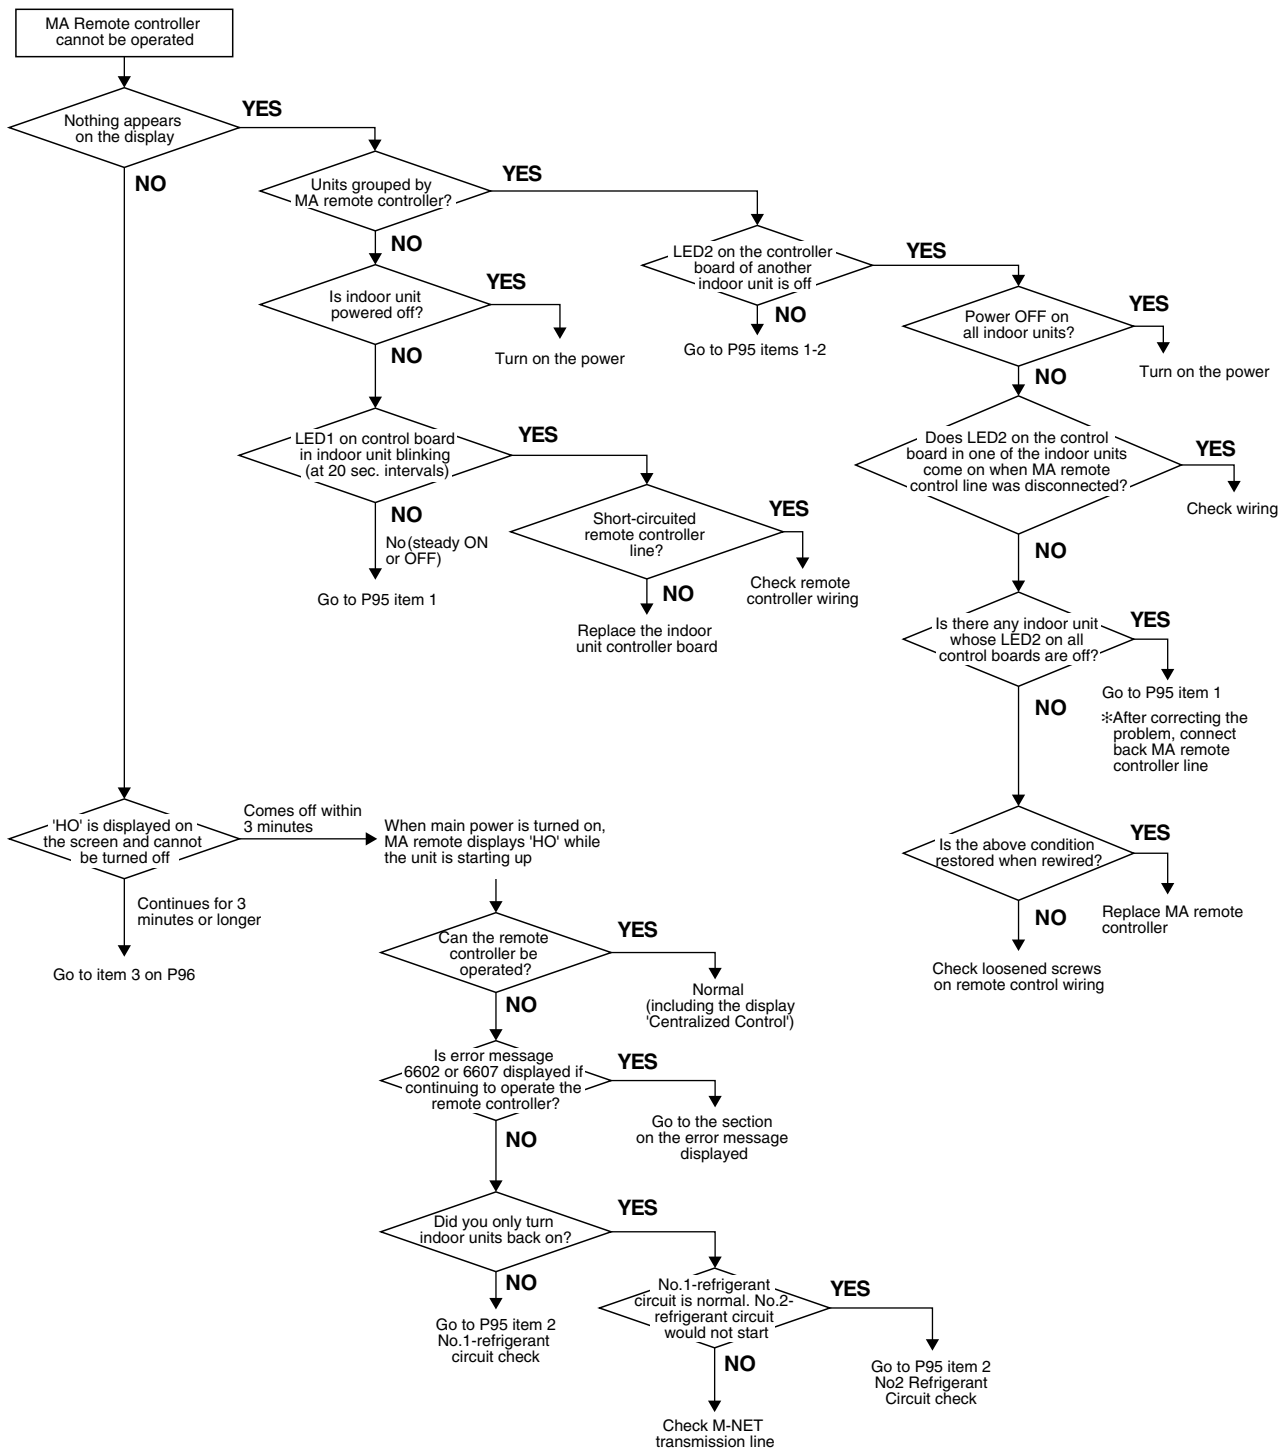 MA Remote controller
cannot be operated
Nothing appears
on the display
YES
NO
Units grouped by
MA remote controller?
YES
NO
LED2 on the controller
board of another
indoor unit is off
YES
NO
Go to P95 items 1-2
Is indoor unit
powered off?
YES
Turn on the power
NO
Power OFF on
all indoor units?
YES
Turn on the power
NO
LED1 on control board
in indoor unit blinking
(at 20 sec. intervals)
YES
NO
No(steady ON
or OFF)
Go to P95 item 1
Short-circuited
remote controller
line?
YES
Check remote
controller wiring
NO
Replace the indoor
unit controller board
Does LED2 on the control
board in one of the indoor units
come on when MA remote
control line was disconnected?
YES
Check wiring
NO
Is there any indoor unit
whose LED2 on all
control boards are off?
YES
Go to P95 item 1
✻After correcting the
problem, connect
back MA remote
controller line
NO
Is the above condition
restored when rewired?
YES
Replace MA remote
controller
NO
Check loosened screws
on remote control wiring
'HO' is displayed on
the screen and cannot
be turned off
Comes off within
3 minutes
Continues for 3
minutes or longer
Go to item 3 on P96
When main power is turned on,
MA remote displays 'HO' while
the unit is starting up
Can the remote
controller be
operated?
YES
Normal
(including the display
'Centralized Control')
NO
Is error message
6602 or 6607 displayed if
continuing to operate the
remote controller?
YES
Go to the section
on the error message
displayed
NO
Did you only turn
indoor units back on?
YES
NO
Go to P95 item 2
No.1-refrigerant
circuit check
No.1-refrigerant
circuit is normal. No.2-
refrigerant circuit
would not start
YES
Go to P95 item 2
No2 Refrigerant
Circuit check
NO
Check M-NET
transmission line